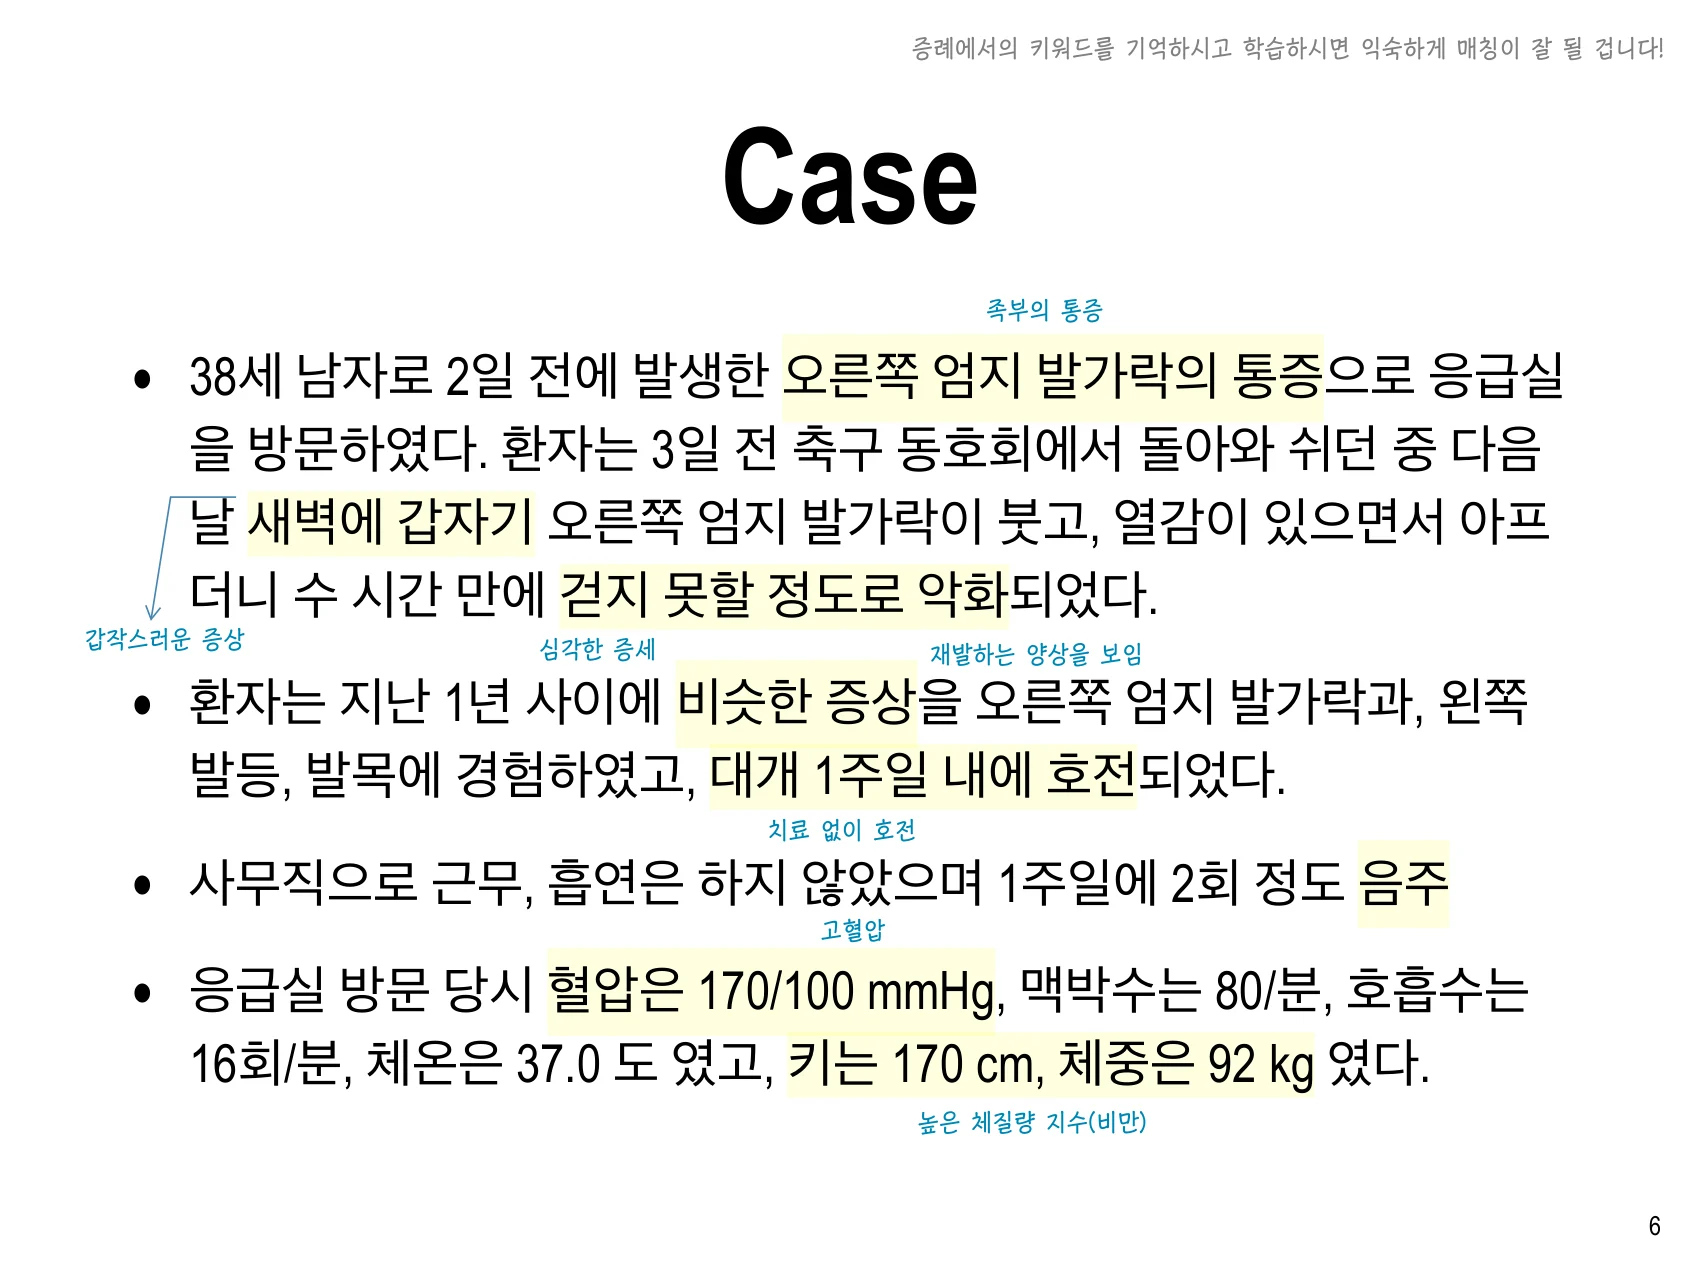 증례에서의 키워드를 기억하시고 학습하시면 익숙하게 매칭이 잘 될 겁니다!
Case
족부의 통증
• 38세 남자로 2일 전에 발생한 오른쪽 엄지 발가락의 통증으로 응급실
을 방문하였다. 환자는 3일 전 축구 동호회에서 돌아와 쉬던 중 다음
날 새벽에 갑자기 오른쪽 엄지 발가락이 붓고, 열감이 있으면서 아프
더니 수 시간 만에 걷지 못할 정도로 악화되었다.
갑작스러운 증상
심각한 증세
재발하는 양상을 보임
• 환자는 지난 1년 사이에 비슷한 증상을 오른쪽 엄지 발가락과, 왼쪽
발등, 발목에 경험하였고, 대개 1주일 내에 호전되었다.
치료 없이 호전
• 사무직으로 근무, 흡연은 하지 않았으며 1주일에 2회 정도 음주
고혈압
• 응급실 방문 당시 혈압은 170/100 mmHg, 맥박수는 80/분, 호흡수는
16회/분, 체온은 37.0 도 였고, 키는 170 cm, 체중은 92 kg 였다.
높은 체질량 지수(비만)
6